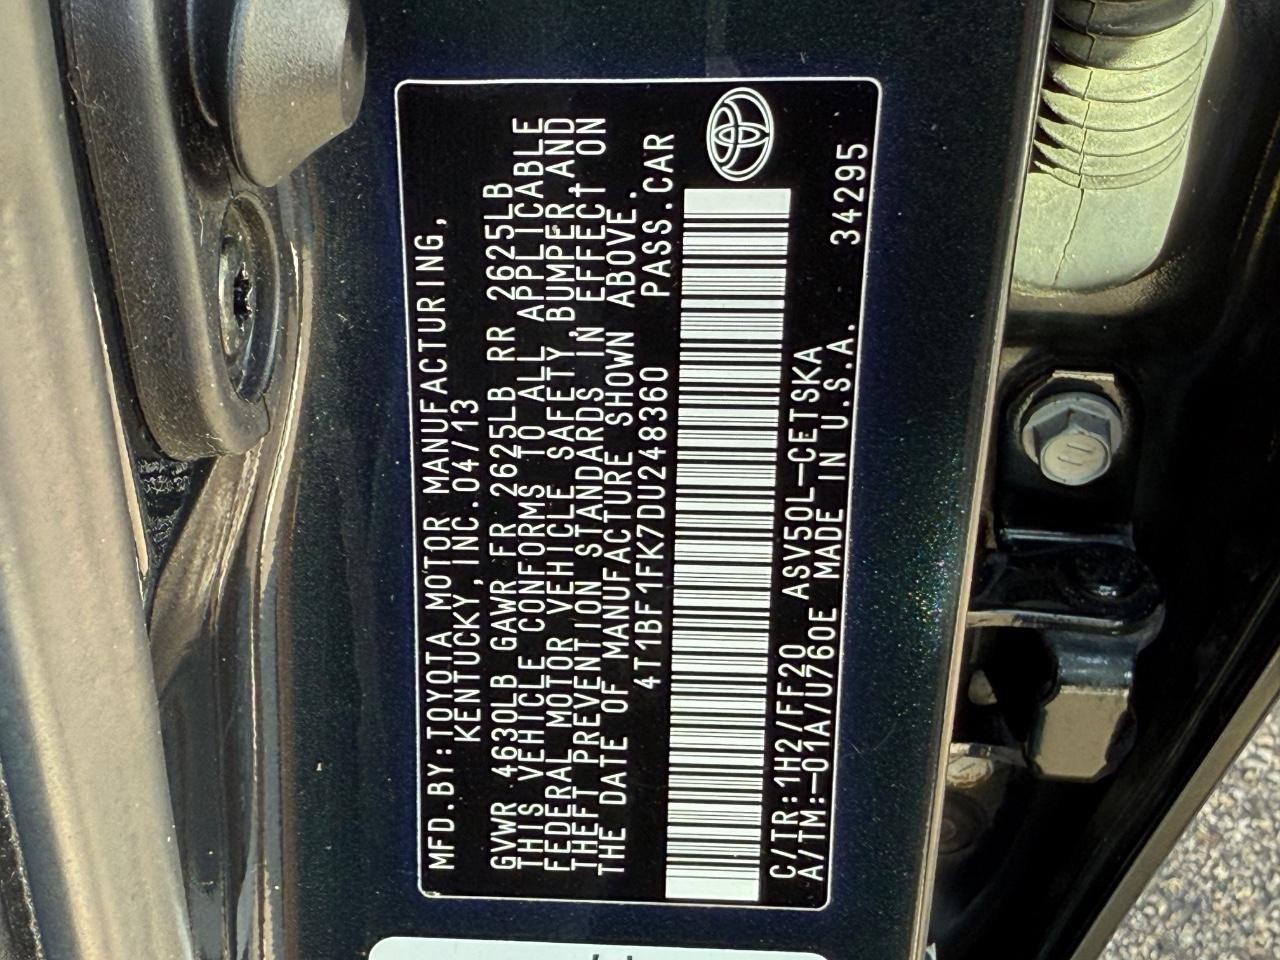 MFD.BY:TOYOTA MOTOR MANUFACTURING,
KENTUCKY,INC.04/13
GVWR 4630LB GAWR FR 2625LB RR 2625LB
THIS VEHICLE CONFORMS TO ALL APPLICABLE
FEDERAL MOTOR VEHICLE SAFETY,BUMPER,AND
THEFT PREVENTION STANDARDS IN EFFECT ON
THE DATE OF MANUFACTURE SHOWN ABOVE.
4T1BF1FK7DU248360 PASS.CAR
C/TR:1H2/FF20 ASV50L-CETSKA 34295
A/TM:-01A/U760E MADE IN U.S.A.